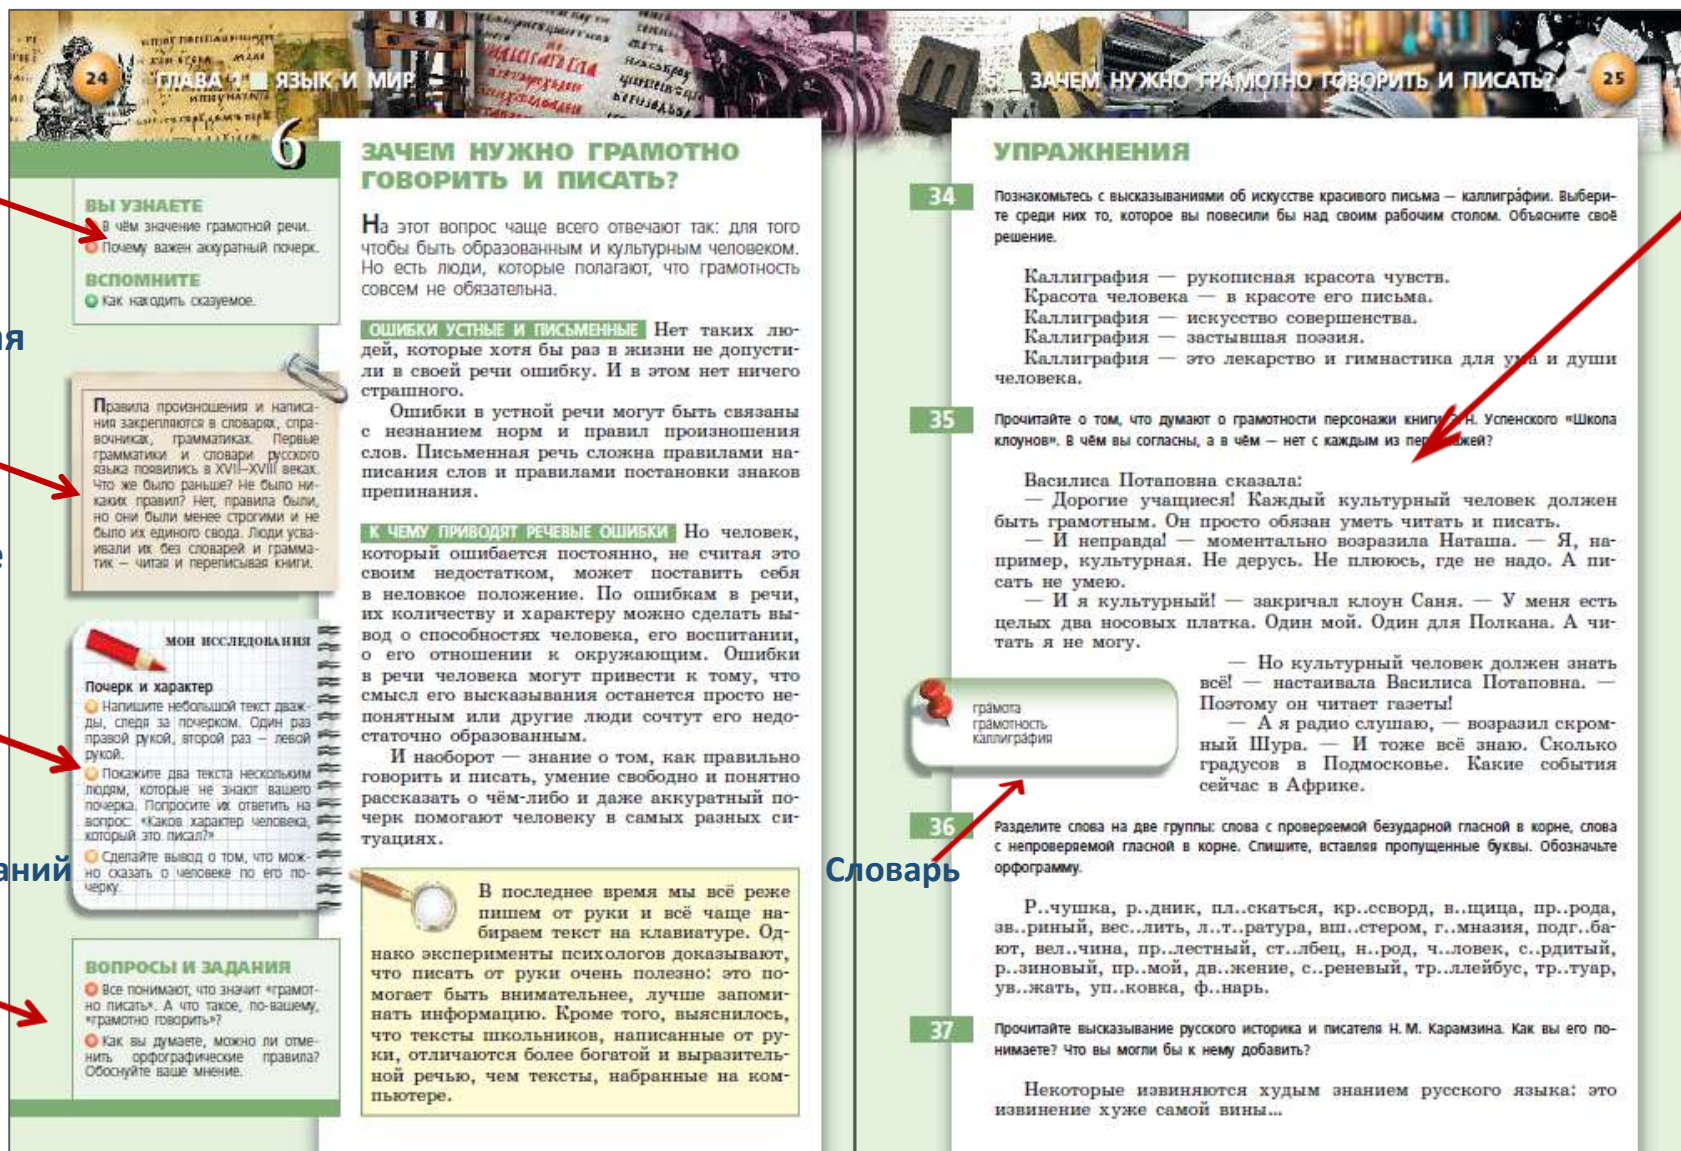 24
ГЛАВА 1 ЯЗЫК И МИР
6
ВЫ УЗНАЕТЕ
В чём значение грамотной речи.
Почему важен аккуратный почерк.
ВСПОМНИТЕ
Как находить сказуемое.
ая
Правила произношения и написа-
ния закрепляются в словарях, спра-
вочниках, грамматиках. Первые
грамматики и словари русского
языка появились в XVII–XVIII веках.
Что же было раньше? Не было ни-
каких правил? Нет, правила были,
но они были менее строгими и не
было их единого свода. Люди усва-
ивали их без словарей и грамма-
тик – читая и переписывая книги.
е
МОИ ИССЛЕДОВАНИЯ
Почерк и характер
Напишите небольшой текст дваж-
ды, следя за почерком. Один раз
правой рукой, второй раз – левой
рукой.
Покажите два текста нескольким
людям, которые не знают вашего
почерка. Попросите их ответить на
вопрос: «Каков характер человека,
который это писал?»
Сделайте вывод о том, что мож-
но сказать о человеке по его по-
черку.
аний
ВОПРОСЫ И ЗАДАНИЯ
Все понимают, что значит «грамот-
но писать». А что такое, по-вашему,
«грамотно говорить»?
Как вы думаете, можно ли отме-
нить орфографические правила?
Обоснуйте ваше мнение.
ЗАЧЕМ НУЖНО ГРАМОТНО
ГОВОРИТЬ И ПИСАТЬ?
На этот вопрос чаще всего отвечают так: для того
чтобы быть образованным и культурным человеком.
Но есть люди, которые полагают, что грамотность
совсем не обязательна.
ОШИБКИ УСТНЫЕ И ПИСЬМЕННЫЕ Нет таких лю-
дей, которые хотя бы раз в жизни не допусти-
ли в своей речи ошибку. И в этом нет ничего
страшного.
Ошибки в устной речи могут быть связаны
с незнанием норм и правил произношения
слов. Письменная речь сложна правилами на-
писания слов и правилами постановки знаков
препинания.
К ЧЕМУ ПРИВОДЯТ РЕЧЕВЫЕ ОШИБКИ Но человек,
который ошибается постоянно, не считая это
своим недостатком, может поставить себя
в неловкое положение. По ошибкам в речи,
их количеству и характеру можно сделать вы-
вод о способностях человека, его воспитании,
о его отношении к окружающим. Ошибки
в речи человека могут привести к тому, что
смысл его высказывания останется просто не-
понятным или другие люди сочтут его недо-
статочно образованным.
И наоборот — знание о том, как правильно
говорить и писать, умение свободно и понятно
рассказать о чём-либо и даже аккуратный по-
черк помогают человеку в самых разных си-
туациях.
В последнее время мы всё реже
пишем от руки и всё чаще на-
бираем текст на клавиатуре. Од-
нако эксперименты психологов доказывают,
что писать от руки очень полезно: это по-
могает быть внимательнее, лучше запоми-
нать информацию. Кроме того, выяснилось,
что тексты школьников, написанные от ру-
ки, отличаются более богатой и выразитель-
ной речью, чем тексты, набранные на ком-
пьютере.
ЗАЧЕМ НУЖНО ГРАМОТНО ГОВОРИТЬ И ПИСАТЬ?
25
УПРАЖНЕНИЯ
34
Познакомьтесь с высказываниями об искусстве красивого письма — каллигра́фии. Выбери-
те среди них то, которое вы повесили бы над своим рабочим столом. Объясните своё
решение.
Каллиграфия — рукописная красота чувств.
Красота человека — в красоте его письма.
Каллиграфия — искусство совершенства.
Каллиграфия — застывшая поэзия.
Каллиграфия — это лекарство и гимнастика для ума и души
человека.
35
Прочитайте о том, что думают о грамотности персонажи книги Э. Н. Успенского «Школа
клоунов». В чём вы согласны, а в чём — нет с каждым из персонажей?
Василиса Потаповна сказала:
— Дорогие учащиеся! Каждый культурный человек должен
быть грамотным. Он просто обязан уметь читать и писать.
— И неправда! — моментально возразила Наташа. — Я, на-
пример, культурная. Не дерусь. Не плююсь, где не надо. А пи-
сать не умею.
— И я культурный! — закричал клоун Саня. — У меня есть
целых два носовых платка. Один мой. Один для Полкана. А чи-
тать я не могу.
— Но культурный человек должен знать
всё! — настаивала Василиса Потаповна. —
Поэтому он читает газеты!
— А я радио слушаю, — возразил скром-
ный Шура. — И тоже всё знаю. Сколько
градусов в Подмосковье. Какие события
сейчас в Африке.
гра́мота
гра́мотность
каллигра́фия
Словарь
36
Разделите слова на две группы: слова с проверяемой безударной гласной в корне, слова
с непроверяемой гласной в корне. Спишите, вставляя пропущенные буквы. Обозначьте
орфограмму.
Р..чушка, р..дник, пл..скаться, кр..ссворд, в..щица, пр..рода,
зв..риный, вес..лить, л..т..ратура, вш..стером, г..мназия, подг..ба-
ют, вел..чина, пр..лестный, ст..лбец, н..род, ч..ловек, с..рдитый,
р..зиновый, пр..мой, дв..жение, с..реневый, тр..ллейбус, тр..туар,
ув..жать, уп..ковка, ф..нарь.
37
Прочитайте высказывание русского историка и писателя Н. М. Карамзина. Как вы его по-
нимаете? Что вы могли бы к нему добавить?
Некоторые извиняются худым знанием русского языка: это
извинение хуже самой вины...